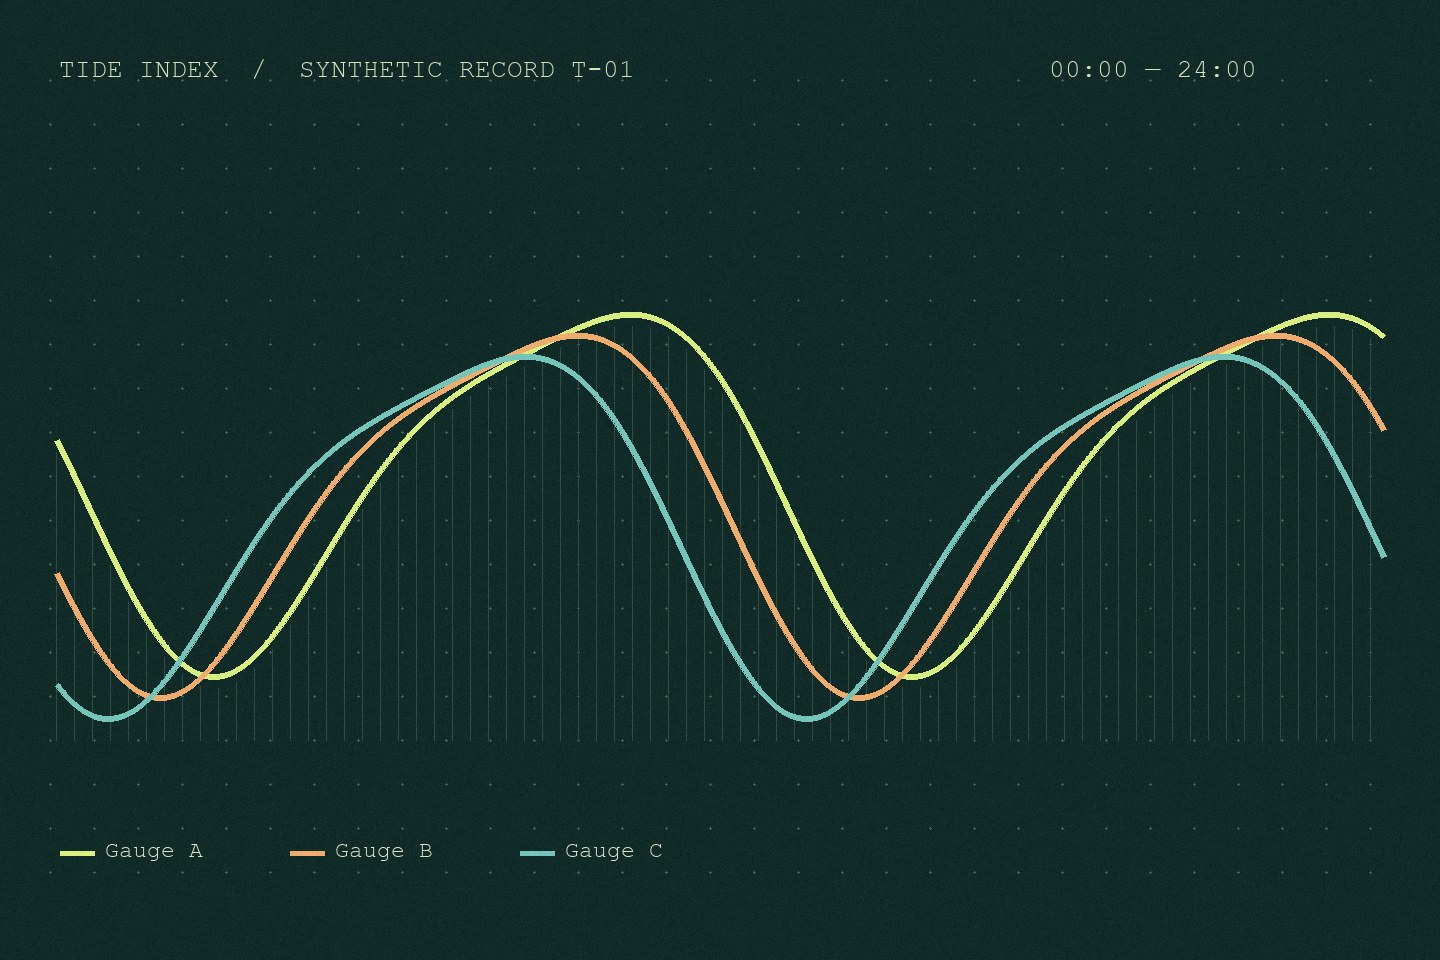 TIDE INDEX / SYNTHETIC RECORD T-01 00:00 — 24:00
Gauge A Gauge B Gauge C